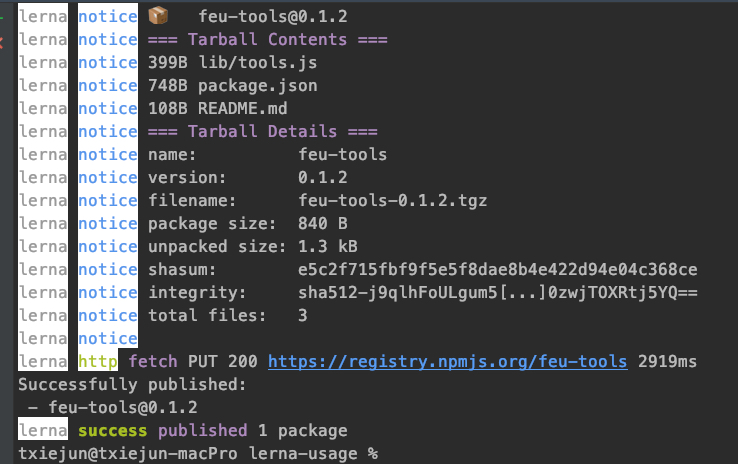 lerna notice 📦   feu-tools@0.1.2
lerna notice === Tarball Contents ===
lerna notice 399B lib/tools.js
lerna notice 748B package.json
lerna notice 108B README.md
lerna notice === Tarball Details ===
lerna notice name:          feu-tools
lerna notice version:       0.1.2
lerna notice filename:      feu-tools-0.1.2.tgz
lerna notice package size:  840 B
lerna notice unpacked size: 1.3 kB
lerna notice shasum:        e5c2f715fbf9f5e5f8dae8b4e422d94e04c368ce
lerna notice integrity:     sha512-j9qlhFoULgum5[...]0zwjTOXRtj5YQ==
lerna notice total files:   3
lerna notice
lerna http fetch PUT 200 https://registry.npmjs.org/feu-tools 2919ms
Successfully published:
 - feu-tools@0.1.2
lerna success published 1 package
txiejun@txiejun-macPro lerna-usage %